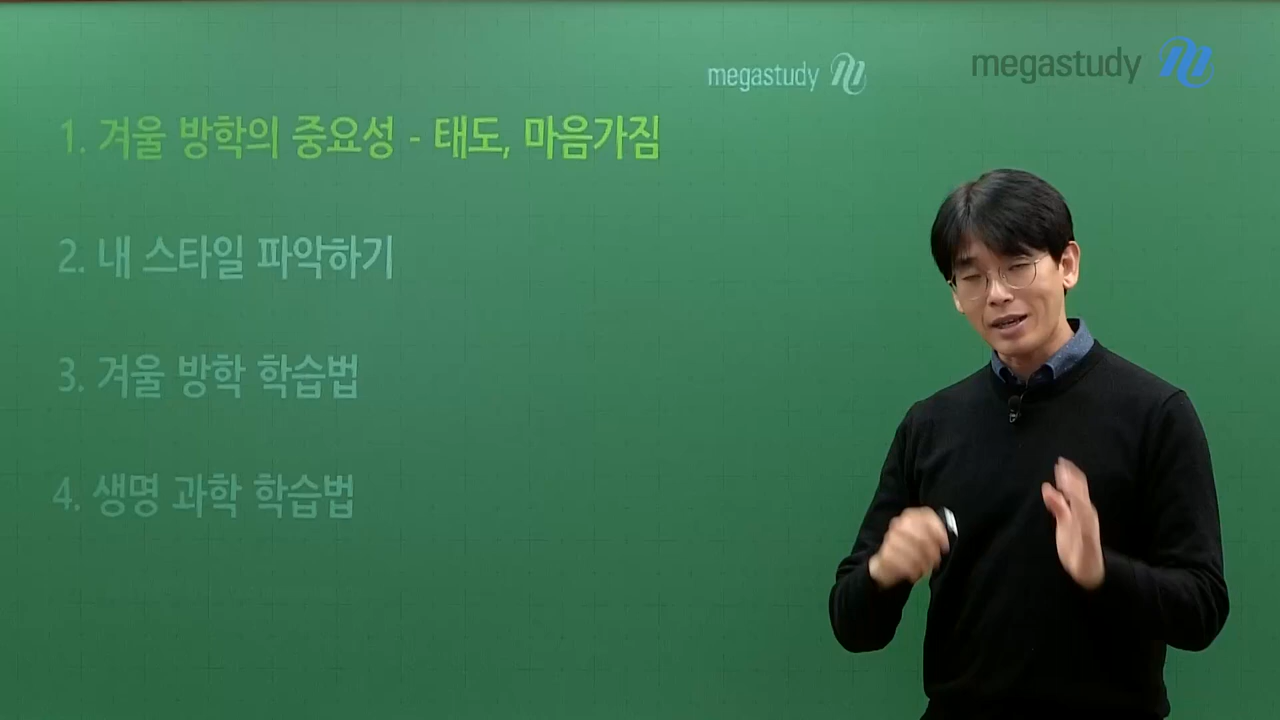 megastudy
megastudy
1. 겨울 방학의 중요성 - 태도, 마음가짐
2. 내 스타일 파악하기
3. 겨울 방학 학습법
4. 생명 과학 학습법